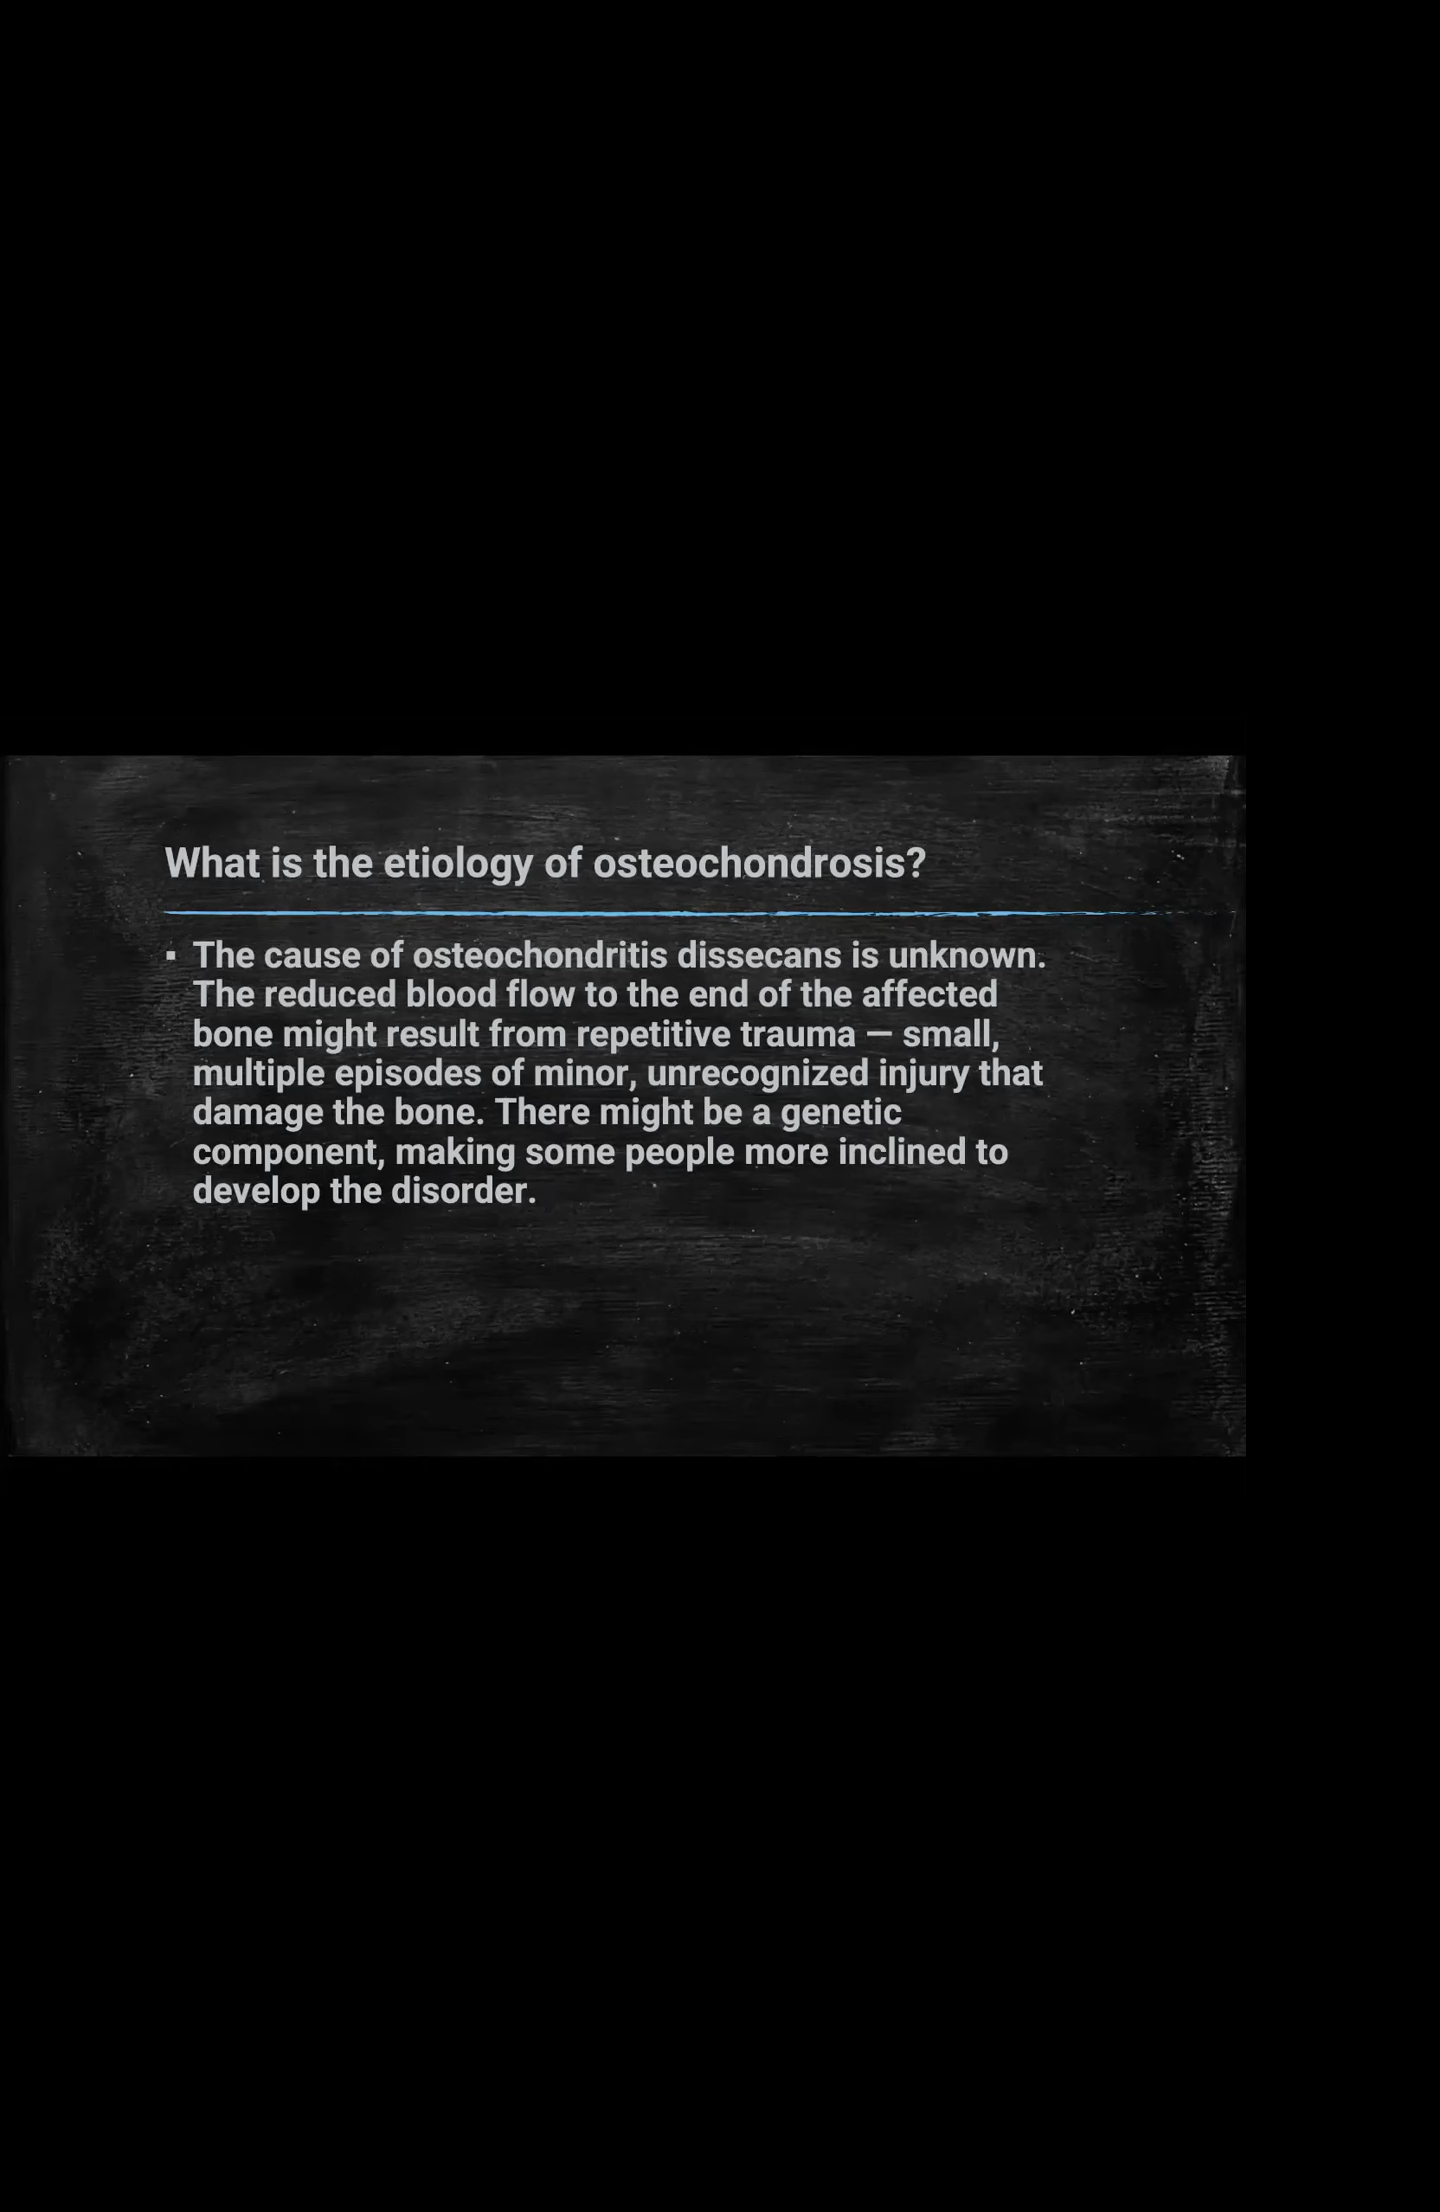 What is the etiology of osteochondrosis?
▪ The cause of osteochondritis dissecans is unknown.
The reduced blood flow to the end of the affected
bone might result from repetitive trauma — small,
multiple episodes of minor, unrecognized injury that
damage the bone. There might be a genetic
component, making some people more inclined to
develop the disorder.